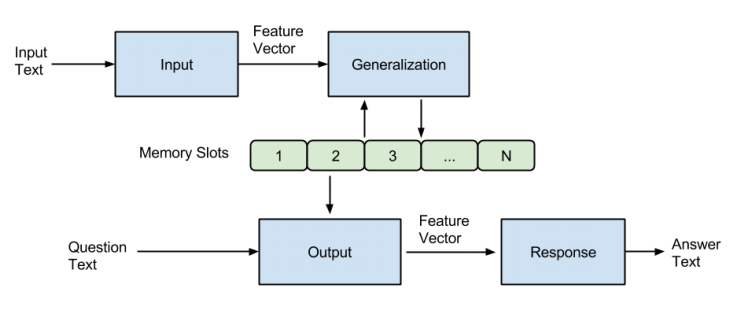 Input
Text
Input
Feature
Vector
Generalization
Memory Slots
1 2 3 ... N
Question
Text
Output
Feature
Vector
Response
Answer
Text